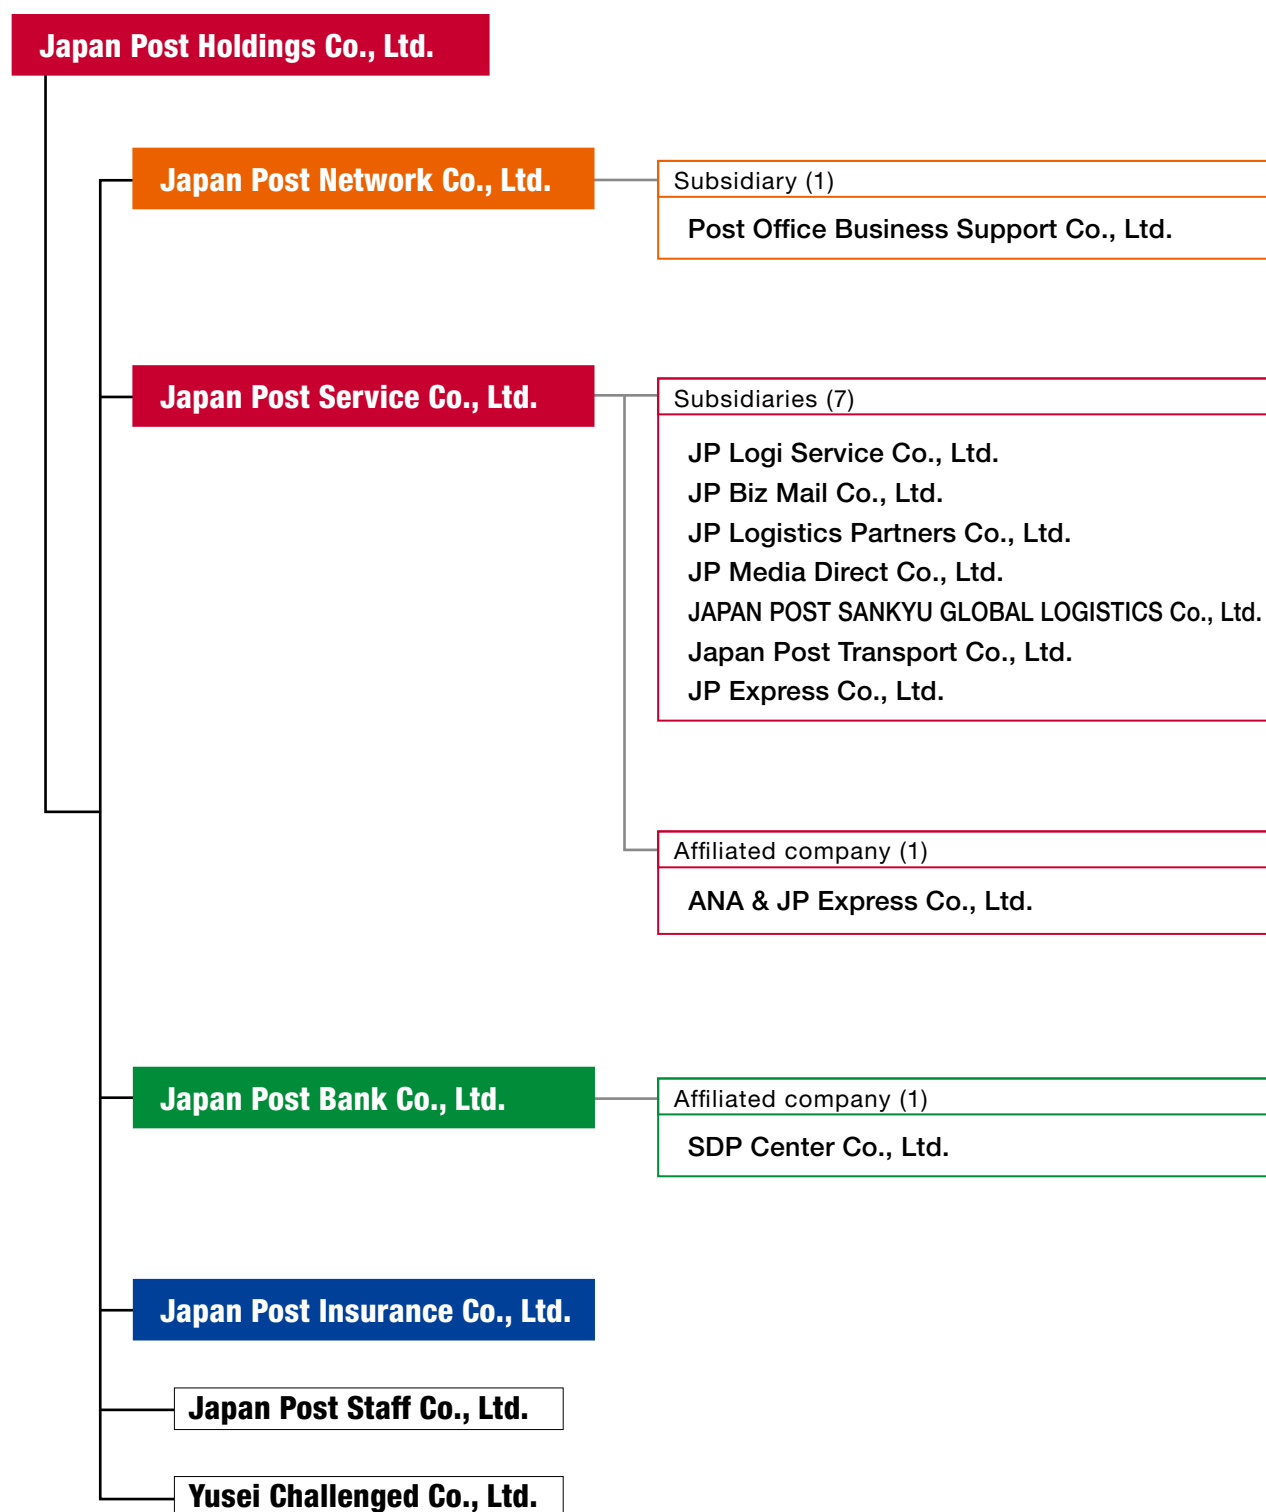 Japan Post Holdings Co., Ltd.
Japan Post Network Co., Ltd.
Subsidiary (1)
Post Office Business Support Co., Ltd.
Japan Post Service Co., Ltd.
Subsidiaries (7)
JP Logi Service Co., Ltd.
JP Biz Mail Co., Ltd.
JP Logistics Partners Co., Ltd.
JP Media Direct Co., Ltd.
JAPAN POST SANKYU GLOBAL LOGISTICS Co., Ltd.
Japan Post Transport Co., Ltd.
JP Express Co., Ltd.
Affiliated company (1)
ANA & JP Express Co., Ltd.
Japan Post Bank Co., Ltd.
Affiliated company (1)
SDP Center Co., Ltd.
Japan Post Insurance Co., Ltd.
Japan Post Staff Co., Ltd.
Yusei Challenged Co., Ltd.